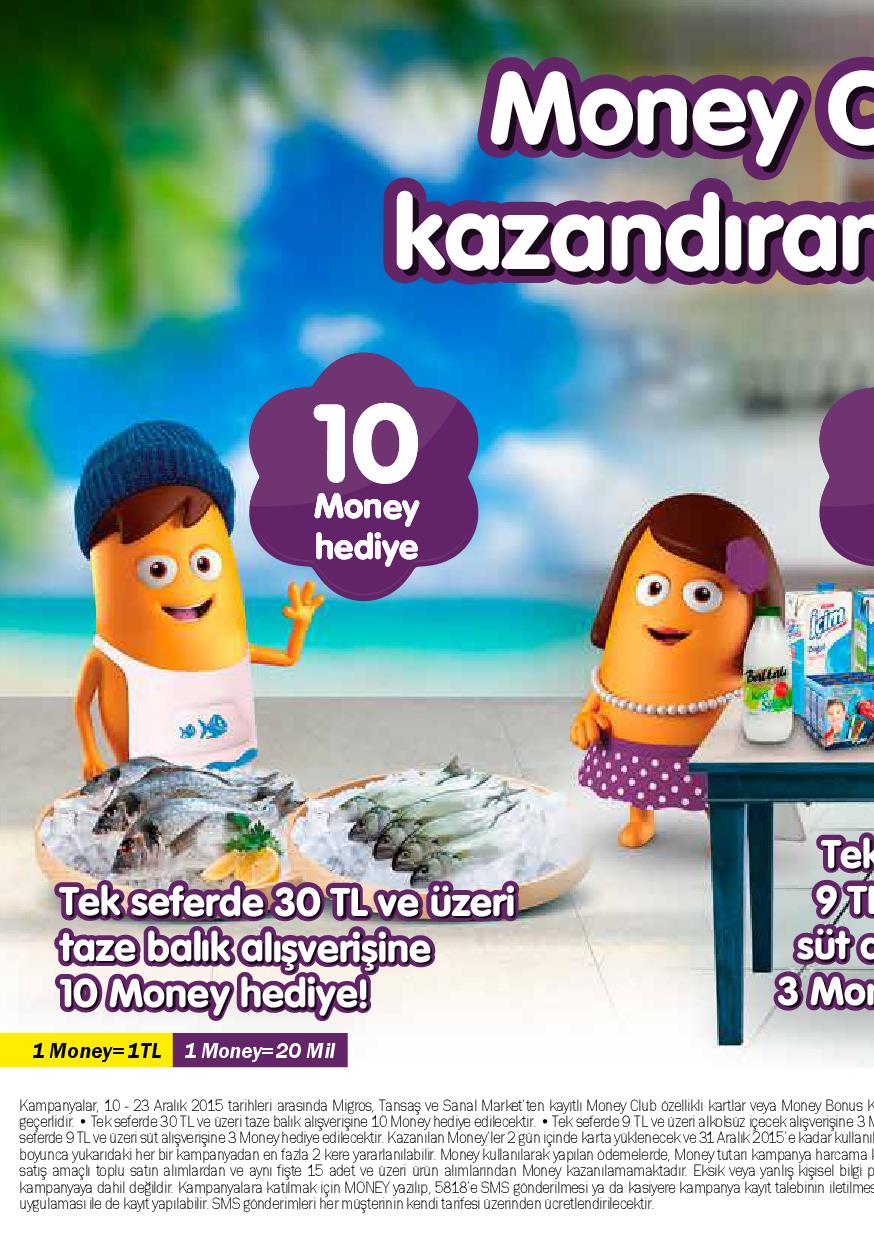 Money C
kazandıran
10
Money
hediye
içim
Doğal
Baltalı
Keçi
Tek
9 TL
süt a
3 Mon
Tek seferde 30 TL ve üzeri
taze balık alışverişine
10 Money hediye!
1 Money=1TL 1 Money=20 Mil
Kampanyalar, 10 - 23 Aralık 2015 tarihleri arasında Migros, Tansaş ve Sanal Market'ten kayıtlı Money Club özellikli kartlar veya Money Bonus K
geçerlidir. • Tek seferde 30 TL ve üzeri taze balık alışverişine 10 Money hediye edilecektir. • Tek seferde 9 TL ve üzeri alkolsüz içecek alışverişine 3 M
seferde 9 TL ve üzeri süt alışverişine 3 Money hediye edilecektir. Kazanılan Money'ler 2 gün içinde karta yüklenecek ve 31 Aralık 2015'e kadar kullanıl
boyunca yukarıdaki her bir kampanyadan en fazla 2 kere yararlanılabilir. Money kullanılarak yapılan ödemelerde, Money tutarı kampanya harcama k
satış amaçlı toplu satın alımlardan ve aynı fişte 15 adet ve üzeri ürün alımlarından Money kazanılamamaktadır. Eksik veya yanlış kişisel bilgi p
kampanyaya dahil değildir. Kampanyalara katılmak için MONEY yazılıp, 5818'e SMS gönderilmesi ya da kasiyere kampanya kayıt talebinin iletilmes
uygulaması ile de kayıt yapılabilir. SMS gönderimleri her müşterinin kendi tarifesi üzerinden ücretlendirilecektir.